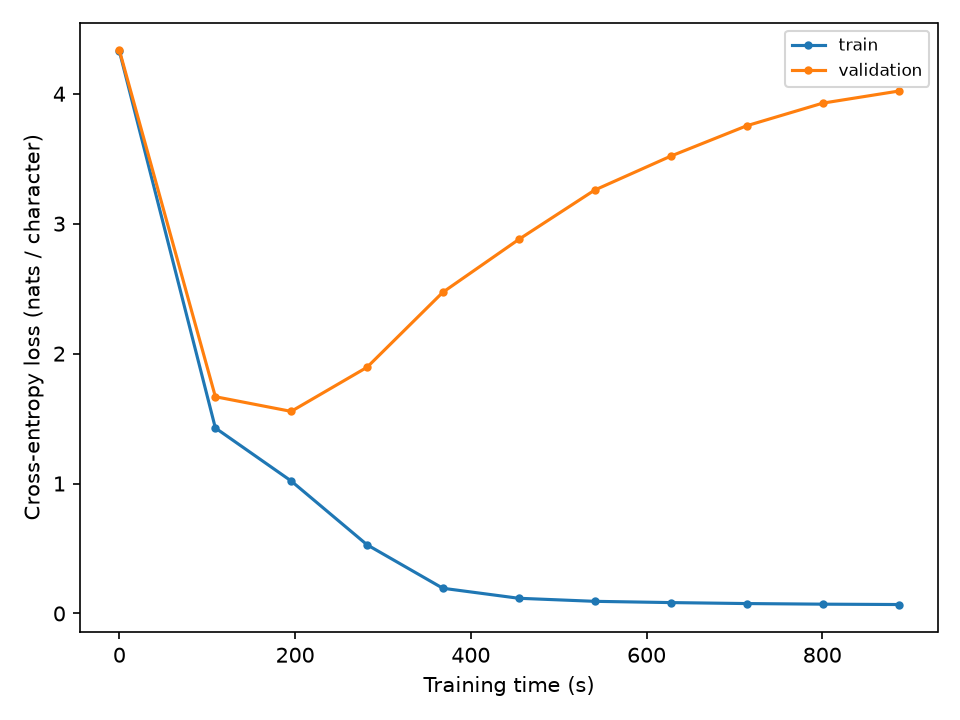 train
validation
4
3
2
1
0
Cross-entropy loss (nats / character)
0 200 400 600 800
Training time (s)